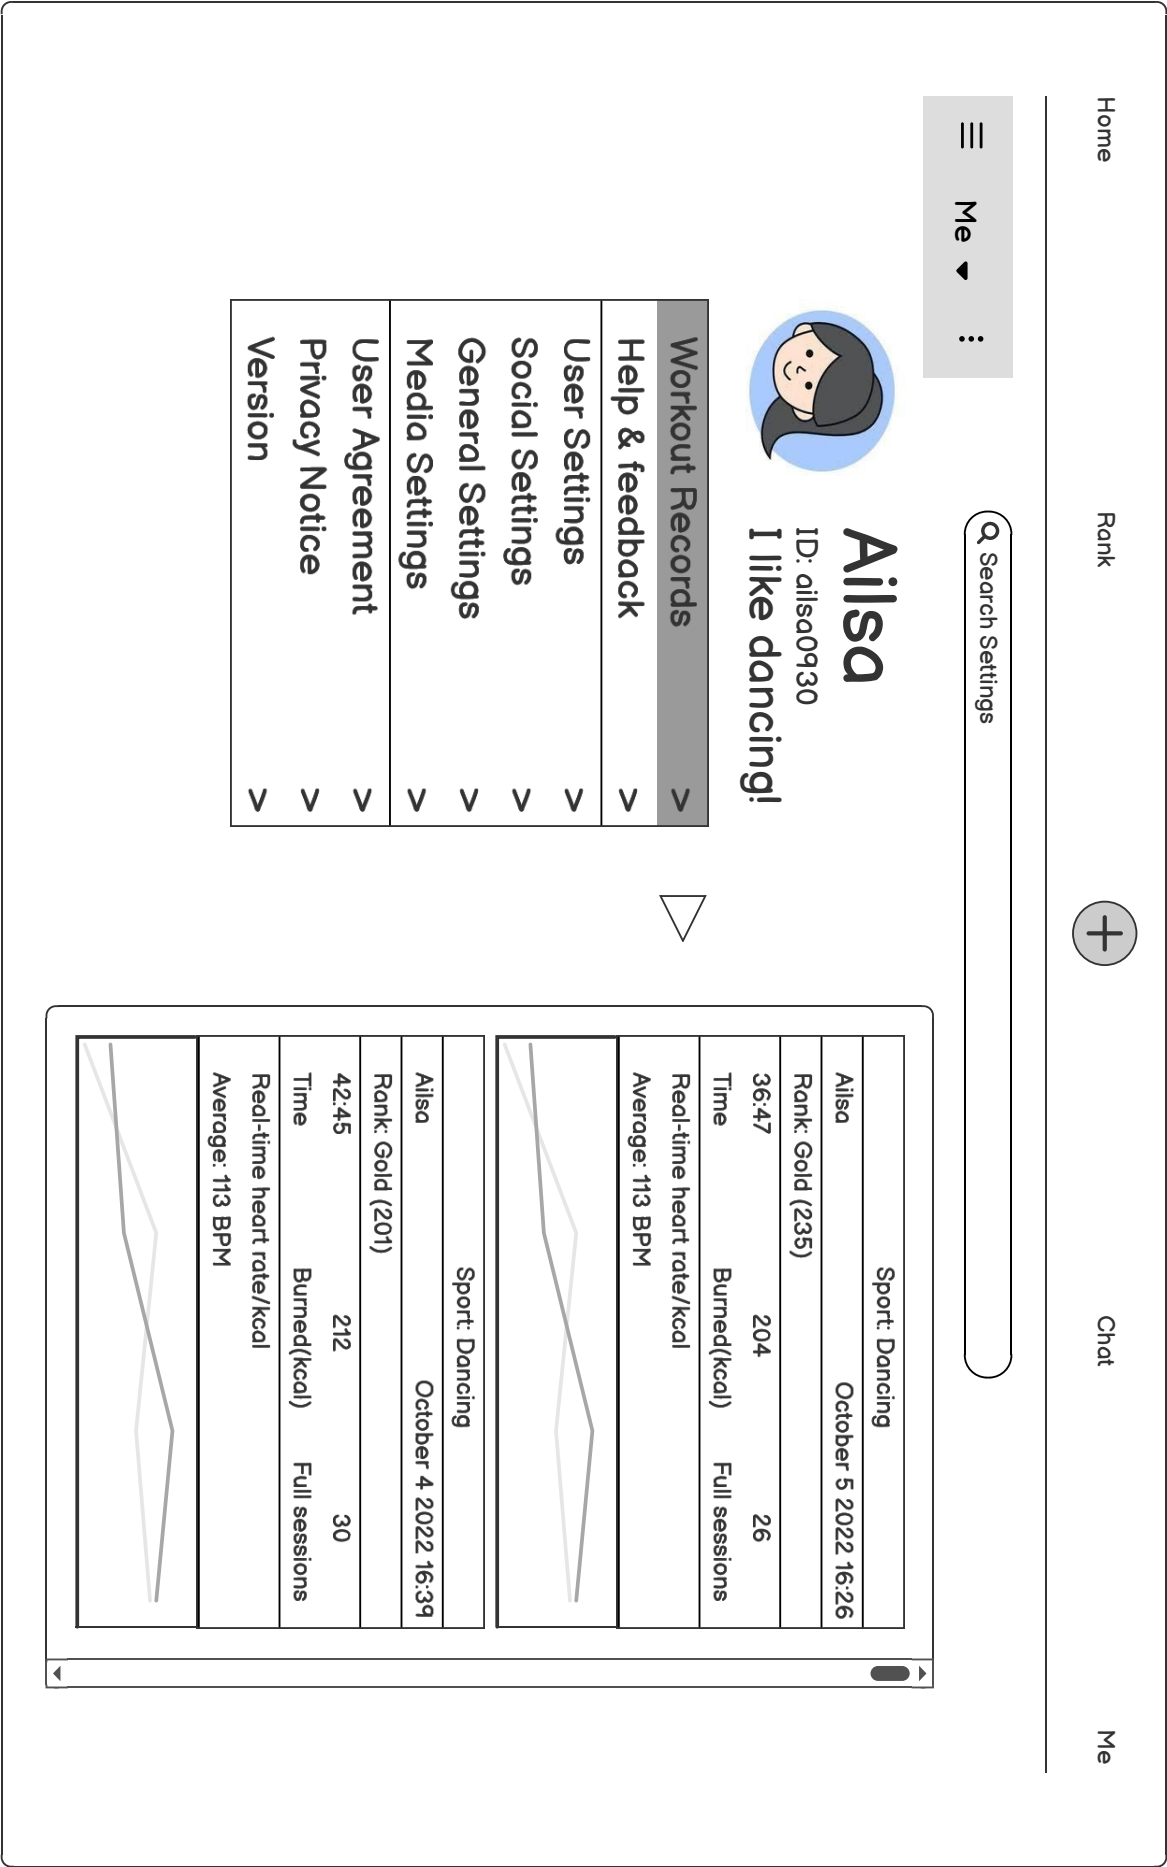 Home Rank Chat Me
Me
Search Settings
Ailsa
ID: ailsa0930
I like dancing!
Workout Records >
Help & feedback >
User Settings >
Social Settings >
General Settings >
Media Settings >
User Agreement >
Privacy Notice >
Version >
Sport: Dancing
Ailsa October 5 2022 16:26
Rank: Gold (235)
36:47 204 26
Time Burned(kcal) Full sessions
Real-time heart rate/kcal
Average: 113 BPM
Sport: Dancing
Ailsa October 4 2022 16:39
Rank: Gold (201)
42:45 212 30
Time Burned(kcal) Full sessions
Real-time heart rate/kcal
Average: 113 BPM